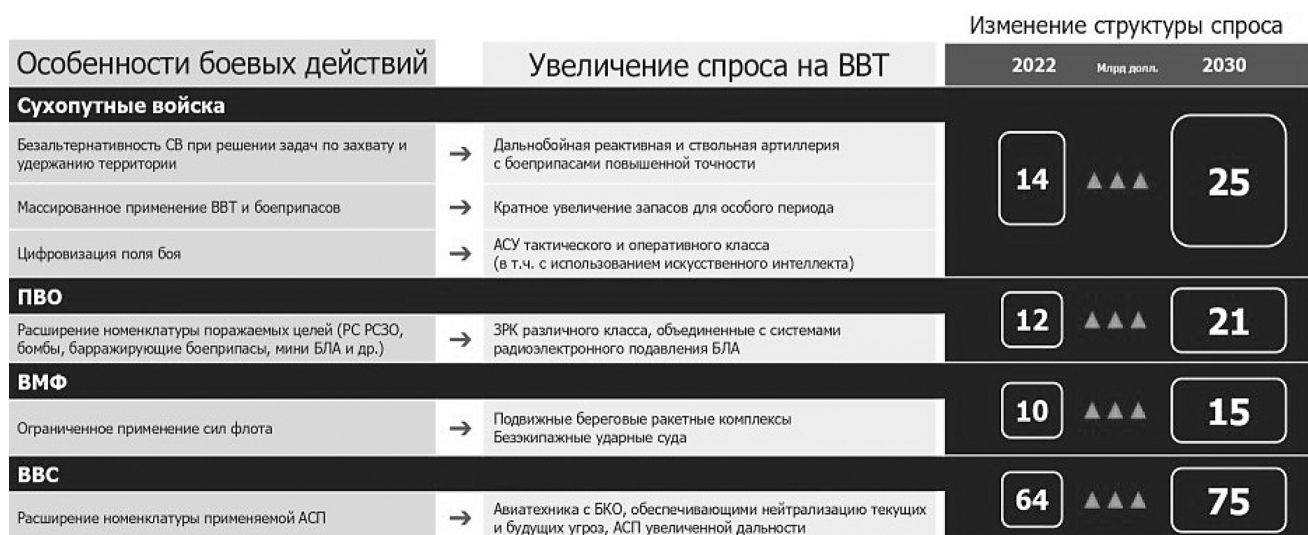 Изменение структуры спроса
Особенности боевых действий
Увеличение спроса на ВВТ
2022 Млрд долл. 2030
Сухопутные войска
Безальтернативность СВ при решении задач по захвату и
удержанию территории
Дальнобойная реактивная и ствольная артиллерия
с боеприпасами повышенной точности
14
25
Массированное применение ВВТ и боеприпасов
Кратное увеличение запасов для особого периода
Цифровизация поля боя
АСУ тактического и оперативного класса
(в т.ч. с использованием искусственного интеллекта)
ПВО
12
21
Расширение номенклатуры поражаемых целей (РС РСЗО,
бомбы, барражирующие боеприпасы, мини БЛА и др.)
ЗРК различного класса, объединенные с системами
радиоэлектронного подавления БЛА
ВМФ
10
15
Ограниченное применение сил флота
Подвижные береговые ракетные комплексы
Безэкипажные ударные суда
ВВС
64
75
Расширение номенклатуры применяемой АСП
Авиатехника с БКО, обеспечивающими нейтрализацию текущих
и будущих угроз, АСП увеличенной дальности